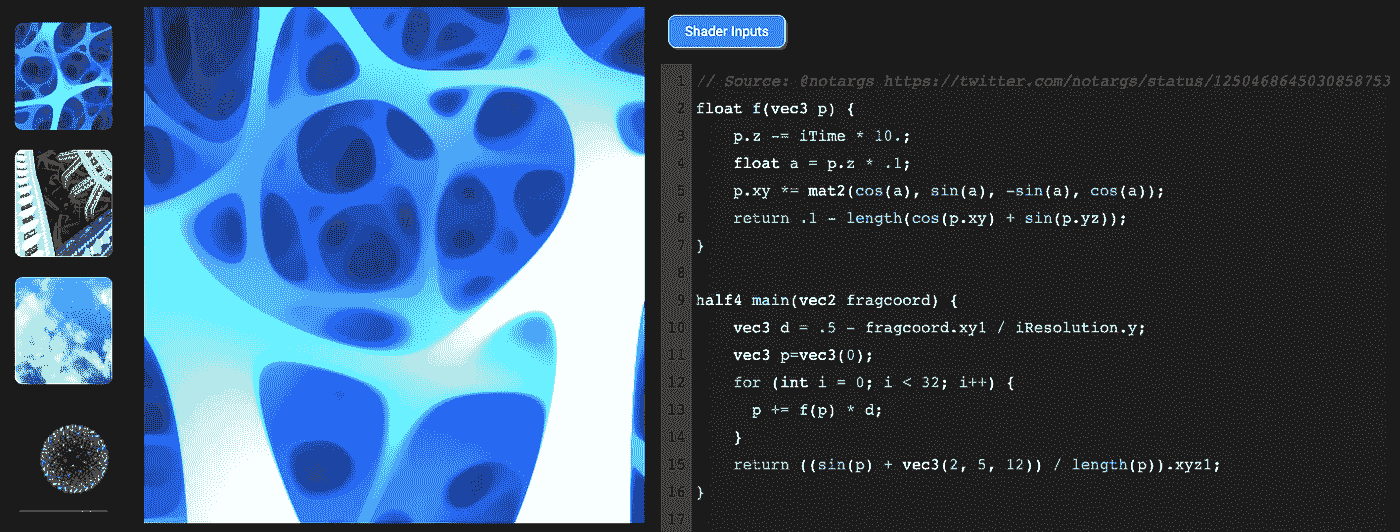 Shader Inputs
1 // Source: @notargs https://twitter.com/notargs/status/1250468645030858753
2 float f(vec3 p) {
3     p.z -= iTime * 10.;
4     float a = p.z * .1;
5     p.xy *= mat2(cos(a), sin(a), -sin(a), cos(a));
6     return .1 - length(cos(p.xy) + sin(p.yz));
7 }
8
9 half4 main(vec2 fragcoord) {
10     vec3 d = .5 - fragcoord.xy1 / iResolution.y;
11     vec3 p=vec3(0);
12     for (int i = 0; i < 32; i++) {
13       p += f(p) * d;
14     }
15     return ((sin(p) + vec3(2, 5, 12)) / length(p)).xyz1;
16 }
17